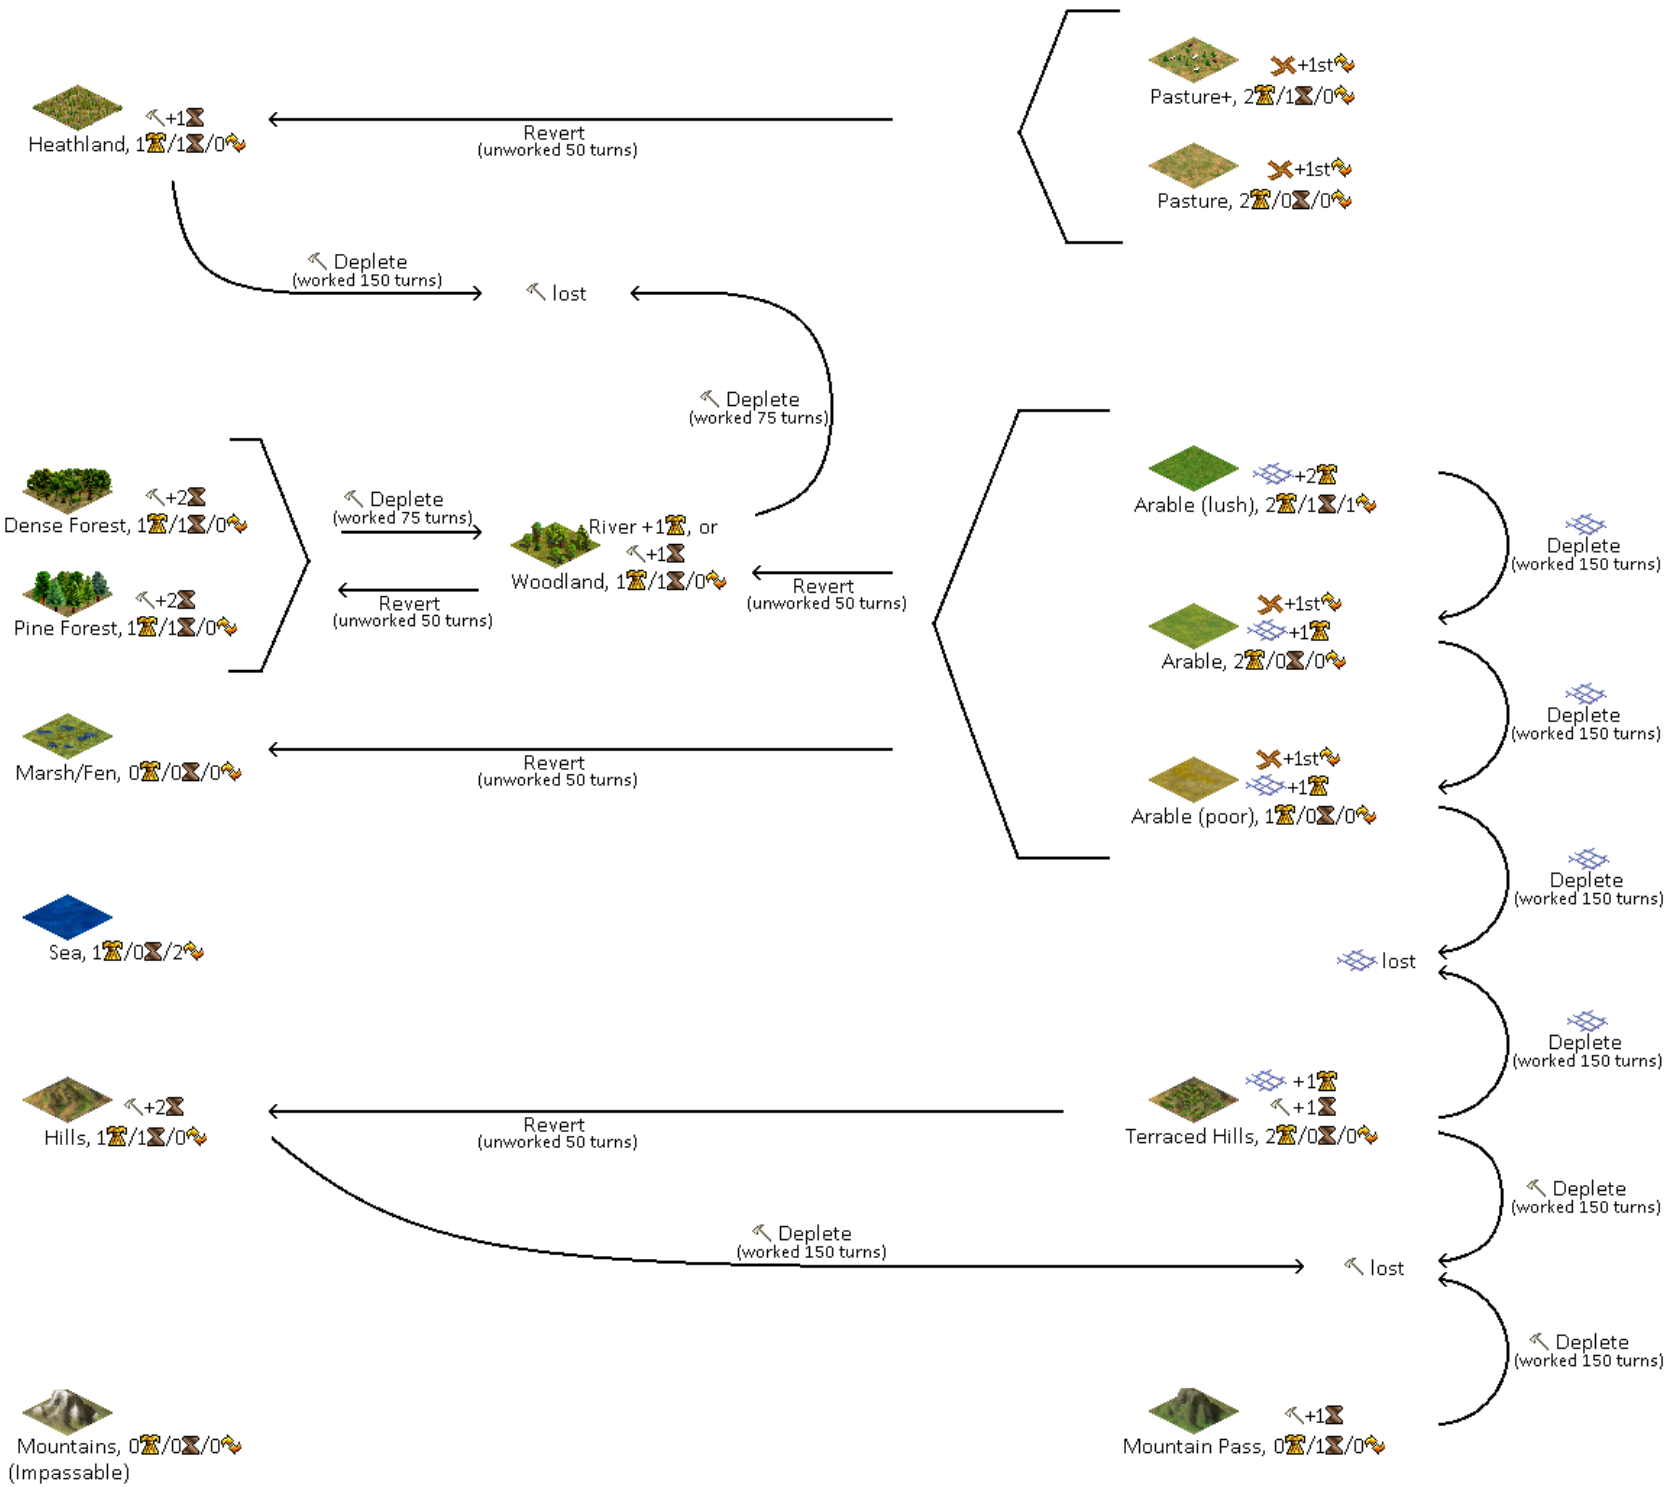 +1st
Pasture+, 2/1/0
+1
Heathland, 1/1/0
Revert
(unworked 50 turns)
+1st
Pasture, 2/0/0
Deplete
(worked 150 turns)
lost
Deplete
(worked 75 turns)
+2
Dense Forest, 1/1/0
Deplete
(worked 75 turns)
River +1, or
+1
Woodland, 1/1/0
+2
Pine Forest, 1/1/0
Revert
(unworked 50 turns)
Revert
(unworked 50 turns)
+2
Arable (lush), 2/1/1
Deplete
(worked 150 turns)
+1st
+1
Arable, 2/0/0
Deplete
(worked 150 turns)
Marsh/Fen, 0/0/0
Revert
(unworked 50 turns)
+1st
+1
Arable (poor), 1/0/0
Deplete
(worked 150 turns)
Sea, 1/0/2
lost
Deplete
(worked 150 turns)
+2
Hills, 1/1/0
Revert
(unworked 50 turns)
+1
+1
Terraced Hills, 2/0/0
Deplete
(worked 150 turns)
Deplete
(worked 150 turns)
lost
Deplete
(worked 150 turns)
Mountains, 0/0/0
(Impassable)
+1
Mountain Pass, 0/1/0